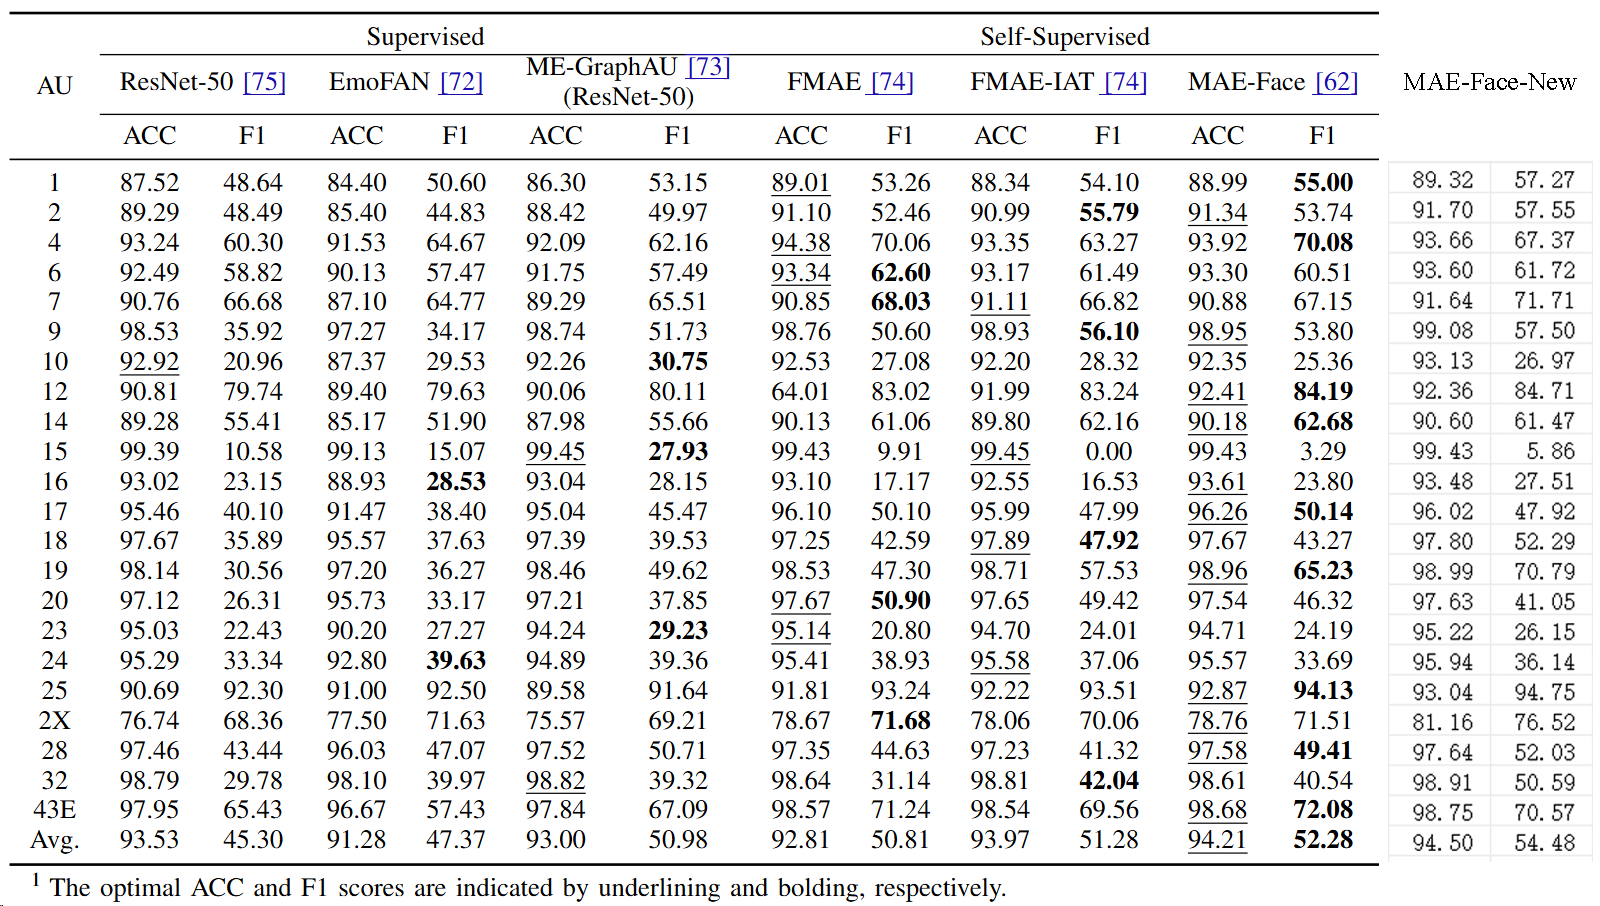 Supervised Self-Supervised
AU ResNet-50 [75] EmoFAN [72] ME-GraphAU [73] (ResNet-50) FMAE [74] FMAE-IAT [74] MAE-Face [62] MAE-Face-New
ACC F1 ACC F1 ACC F1 ACC F1 ACC F1 ACC F1
1 87.52 48.64 84.40 50.60 86.30 53.15 89.01 53.26 88.34 54.10 88.99 55.00 89.32 57.27
2 89.29 48.49 85.40 44.83 88.42 49.97 91.10 52.46 90.99 55.79 91.34 53.74 91.70 57.55
4 93.24 60.30 91.53 64.67 92.09 62.16 94.38 70.06 93.35 63.27 93.92 70.08 93.66 67.37
6 92.49 58.82 90.13 57.47 91.75 57.49 93.34 62.60 93.17 61.49 93.30 60.51 93.60 61.72
7 90.76 66.68 87.10 64.77 89.29 65.51 90.85 68.03 91.11 66.82 90.88 67.15 91.64 71.71
9 98.53 35.92 97.27 34.17 98.74 51.73 98.76 50.60 98.93 56.10 98.95 53.80 99.08 57.50
10 92.92 20.96 87.37 29.53 92.26 30.75 92.53 27.08 92.20 28.32 92.35 25.36 93.13 26.97
12 90.81 79.74 89.40 79.63 90.06 80.11 64.01 83.02 91.99 83.24 92.41 84.19 92.36 84.71
14 89.28 55.41 85.17 51.90 87.98 55.66 90.13 61.06 89.80 62.16 90.18 62.68 90.60 61.47
15 99.39 10.58 99.13 15.07 99.45 27.93 99.43 9.91 99.45 0.00 99.43 3.29 99.43 5.86
16 93.02 23.15 88.93 28.53 93.04 28.15 93.10 17.17 92.55 16.53 93.61 23.80 93.48 27.51
17 95.46 40.10 91.47 38.40 95.04 45.47 96.10 50.10 95.99 47.99 96.26 50.14 96.02 47.92
18 97.67 35.89 95.57 37.63 97.39 39.53 97.25 42.59 97.89 47.92 97.67 43.27 97.80 52.29
19 98.14 30.56 97.20 36.27 98.46 49.62 98.53 47.30 98.71 57.53 98.96 65.23 98.99 70.79
20 97.12 26.31 95.73 33.17 97.21 37.85 97.67 50.90 97.65 49.42 97.54 46.32 97.63 41.05
23 95.03 22.43 90.20 27.27 94.24 29.23 95.14 20.80 94.70 24.01 94.71 24.19 95.22 26.15
24 95.29 33.34 92.80 39.63 94.89 39.36 95.41 38.93 95.58 37.06 95.57 33.69 95.94 36.14
25 90.69 92.30 91.00 92.50 89.58 91.64 91.81 93.24 92.22 93.51 92.87 94.13 93.04 94.75
2X 76.74 68.36 77.50 71.63 75.57 69.21 78.67 71.68 78.06 70.06 78.76 71.51 81.16 76.52
28 97.46 43.44 96.03 47.07 97.52 50.71 97.35 44.63 97.23 41.32 97.58 49.41 97.64 52.03
32 98.79 29.78 98.10 39.97 98.82 39.32 98.64 31.14 98.81 42.04 98.61 40.54 98.91 50.59
43E 97.95 65.43 96.67 57.43 97.84 67.09 98.57 71.24 98.54 69.56 98.68 72.08 98.75 70.57
Avg. 93.53 45.30 91.28 47.37 93.00 50.98 92.81 50.81 93.97 51.28 94.21 52.28 94.50 54.48
1 The optimal ACC and F1 scores are indicated by underlining and bolding, respectively.